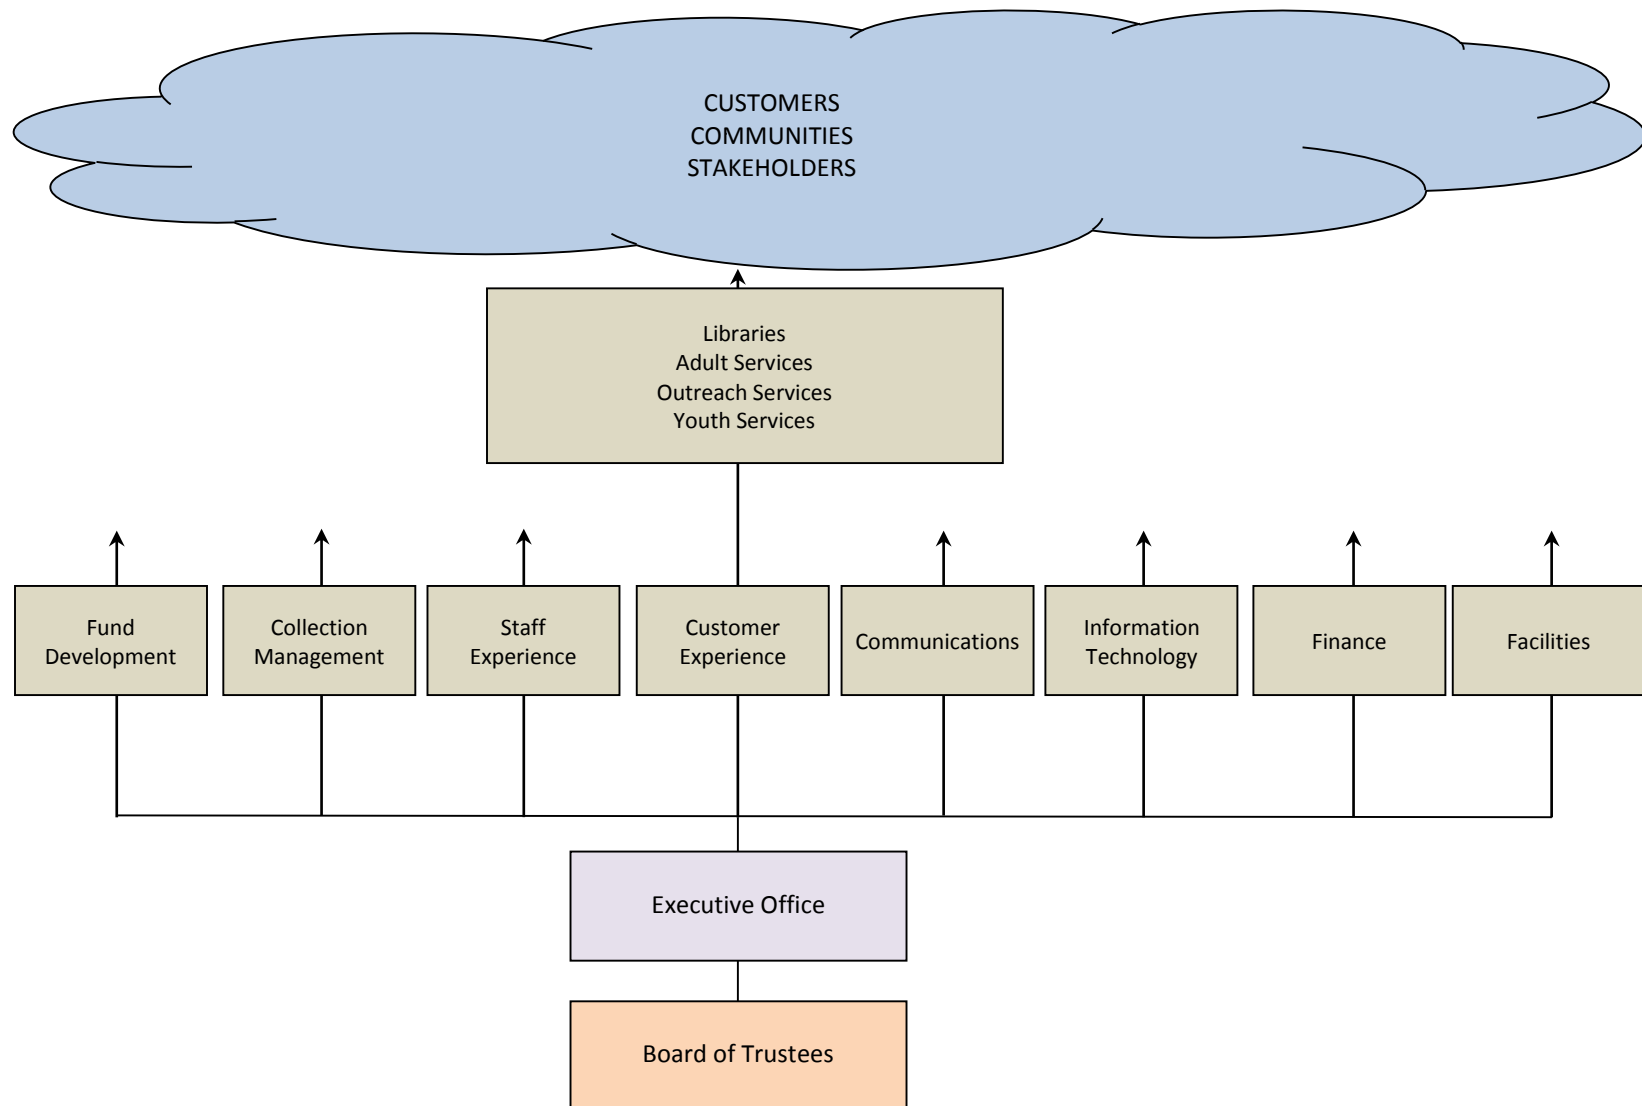 CUSTOMERS
COMMUNITIES
STAKEHOLDERS
Libraries
Adult Services
Outreach Services
Youth Services
Fund
Development
Collection
Management
Staff
Experience
Customer
Experience
Communications
Information
Technology
Finance
Facilities
Executive Office
Board of Trustees